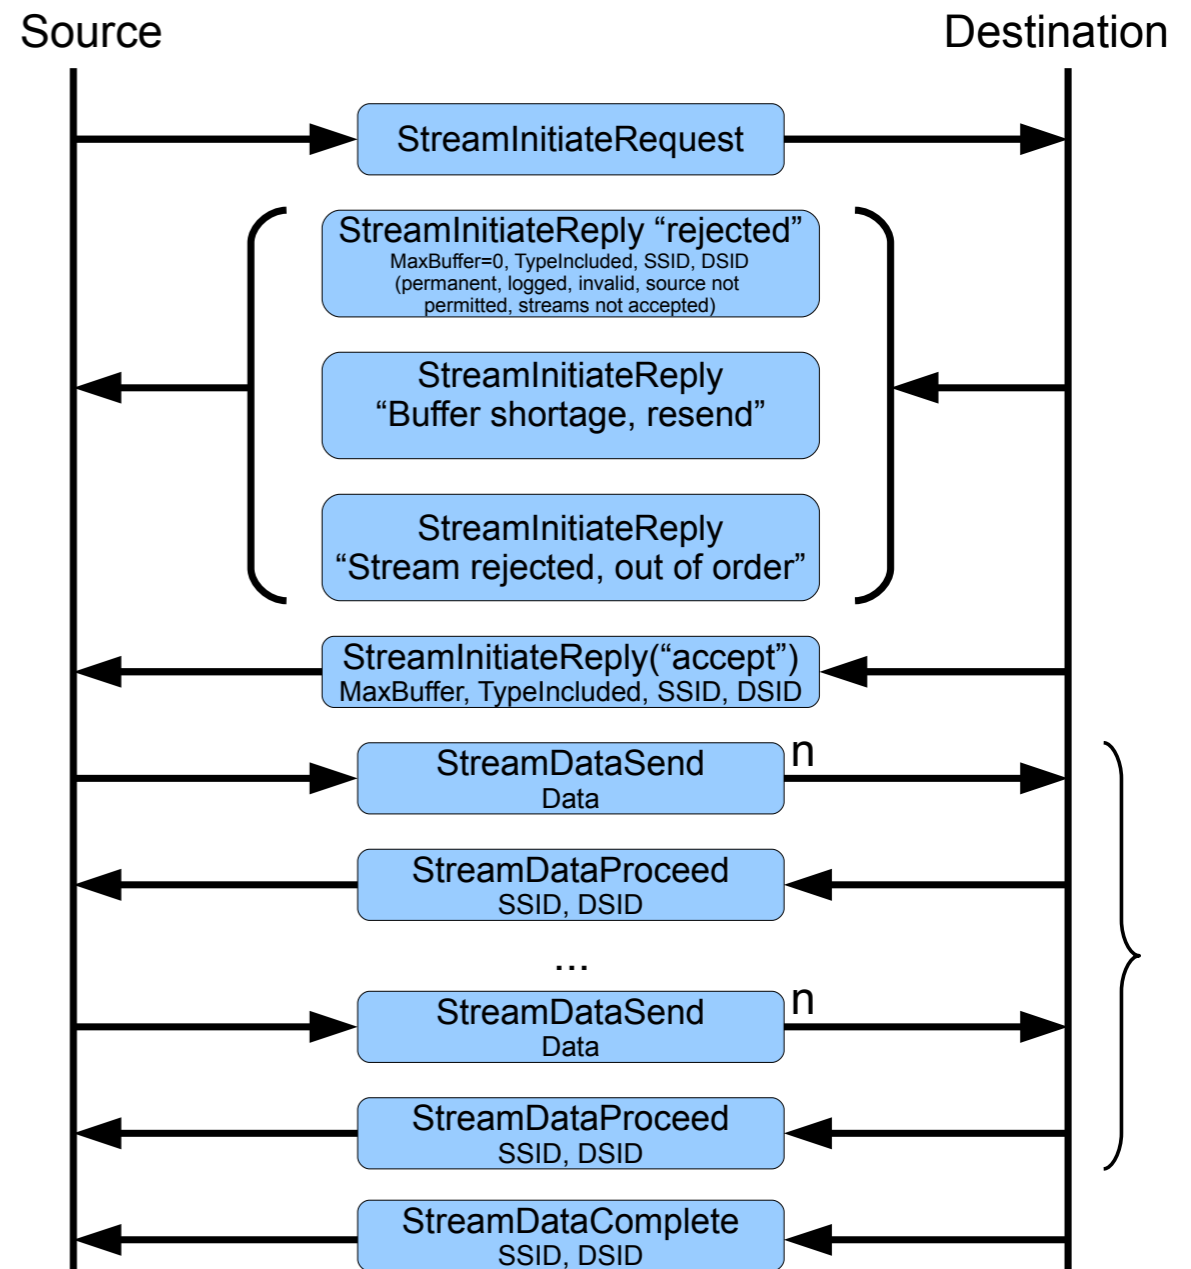 Source
Destination
StreamInitiateRequest
StreamInitiateReply “rejected”
MaxBuffer=0, TypeIncluded, SSID, DSID
(permanent, logged, invalid, source not
permitted, streams not accepted)
StreamInitiateReply
“Buffer shortage, resend”
StreamInitiateReply
“Stream rejected, out of order”
StreamInitiateReply(“accept”)
MaxBuffer, TypeIncluded, SSID, DSID
StreamDataSend
n
Data
StreamDataProceed
SSID, DSID
...
StreamDataSend
n
Data
StreamDataProceed
SSID, DSID
StreamDataComplete
SSID, DSID